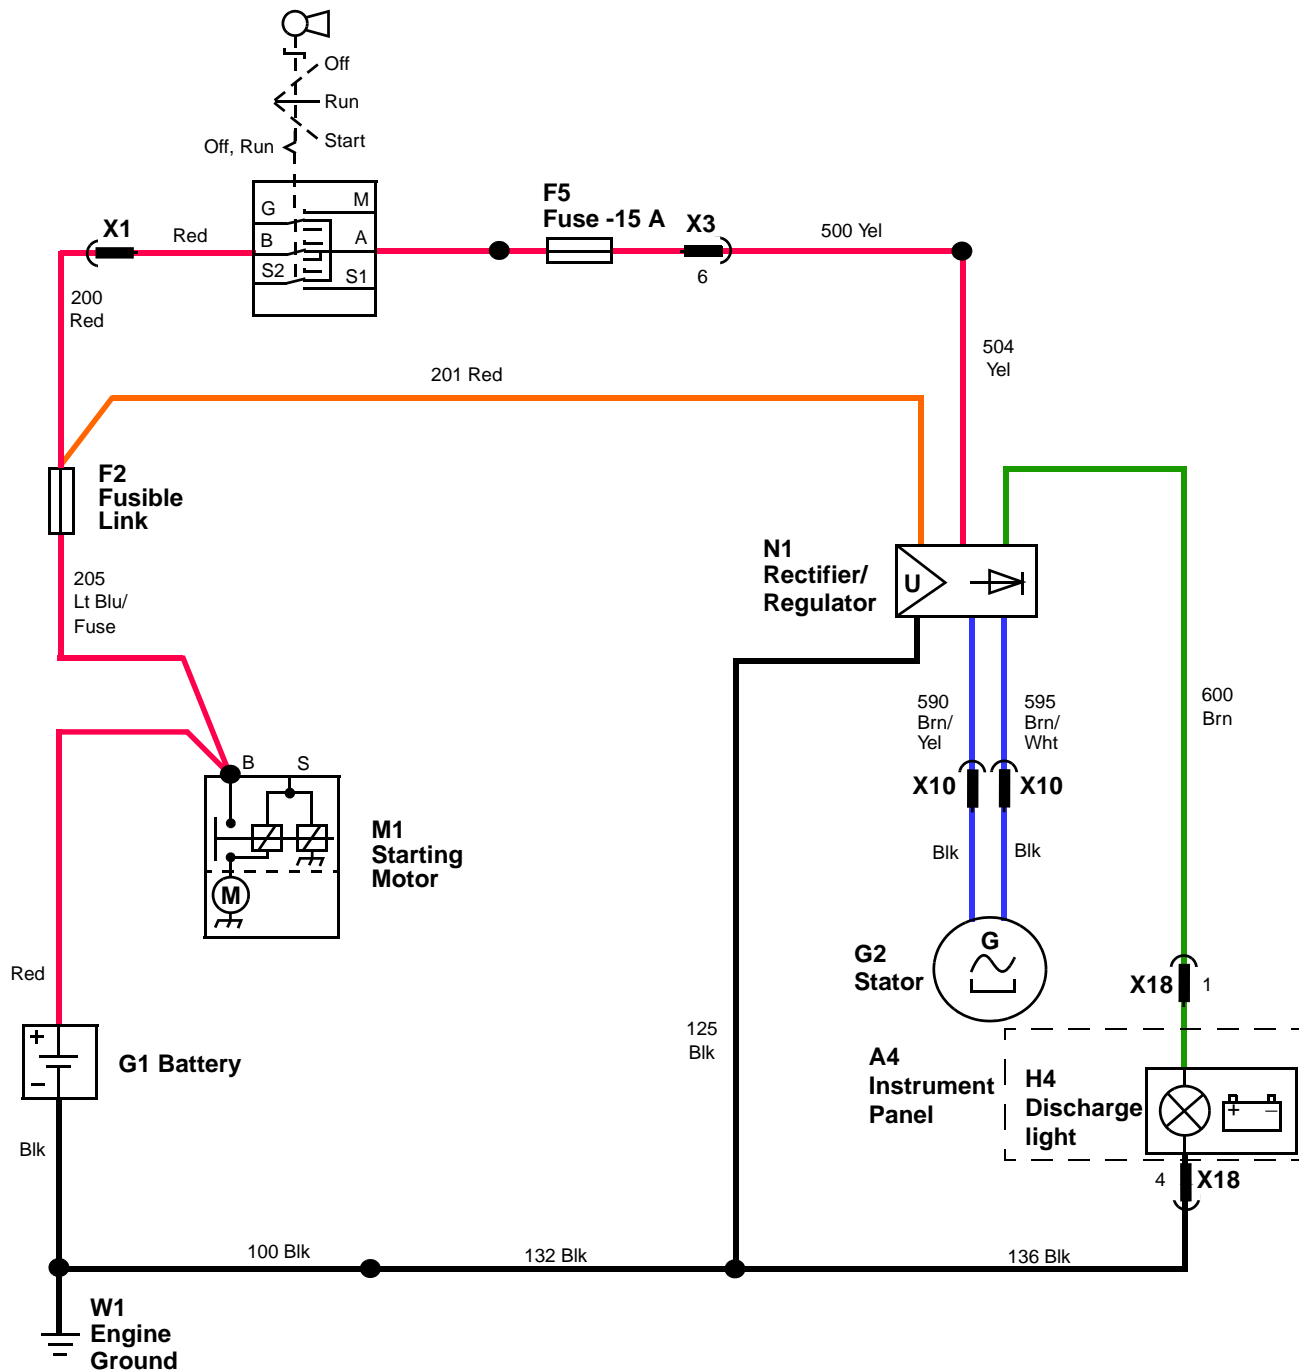 Off
Run
Start
Off, Run
G
M
B
A
S2
S1
X1
Red
F5
Fuse -15 A
X3
6
500 Yel
200
Red
504
Yel
201 Red
F2
Fusible
Link
205
Lt Blu/
Fuse
N1
Rectifier/
Regulator
U
590
Brn/
Yel
595
Brn/
Wht
600
Brn
X10
X10
Blk
Blk
B
S
M
M1
Starting
Motor
G
G2
Stator
Red
+
–
G1 Battery
Blk
125
Blk
X18
1
A4
Instrument
Panel
H4
Discharge
light
+
–
4
X18
100 Blk
132 Blk
136 Blk
W1
Engine
Ground